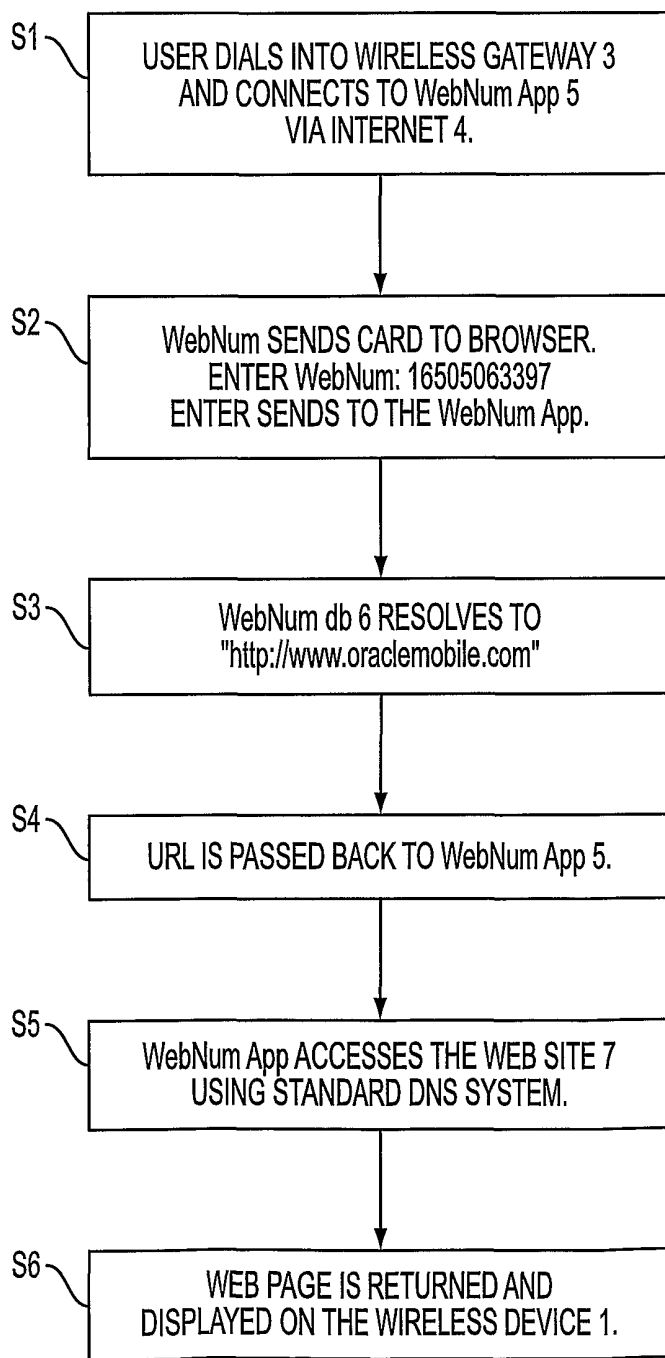 S1
USER DIALS INTO WIRELESS GATEWAY 3
AND CONNECTS TO WebNum App 5
VIA INTERNET 4.
S2
WebNum SENDS CARD TO BROWSER.
ENTER WebNum: 16505063397
ENTER SENDS TO THE WebNum App.
S3
WebNum db 6 RESOLVES TO
"http://www.oraclemobile.com"
S4
URL IS PASSED BACK TO WebNum App 5.
S5
WebNum App ACCESSES THE WEB SITE 7
USING STANDARD DNS SYSTEM.
S6
WEB PAGE IS RETURNED AND
DISPLAYED ON THE WIRELESS DEVICE 1.